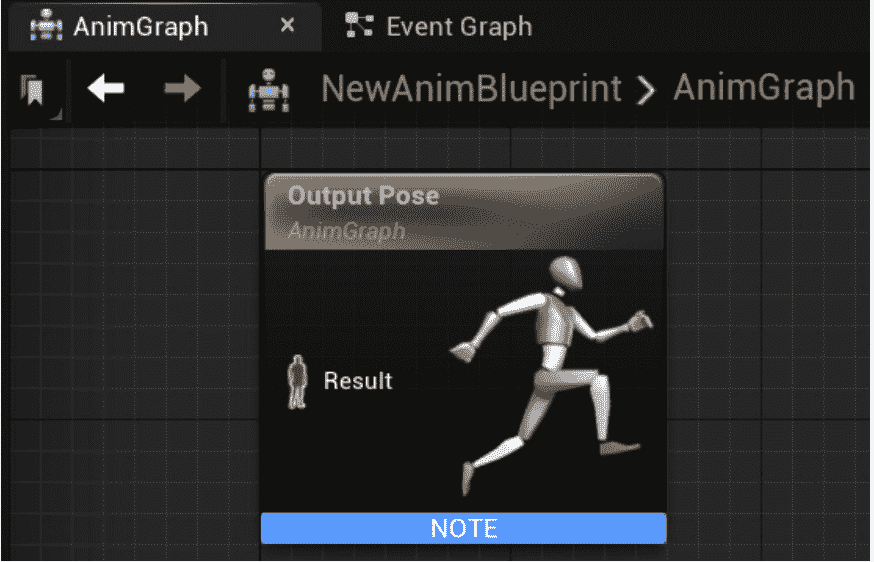 AnimGraph × Event Graph
NewAnimBlueprint > AnimGraph
Output Pose
AnimGraph
Result
NOTE